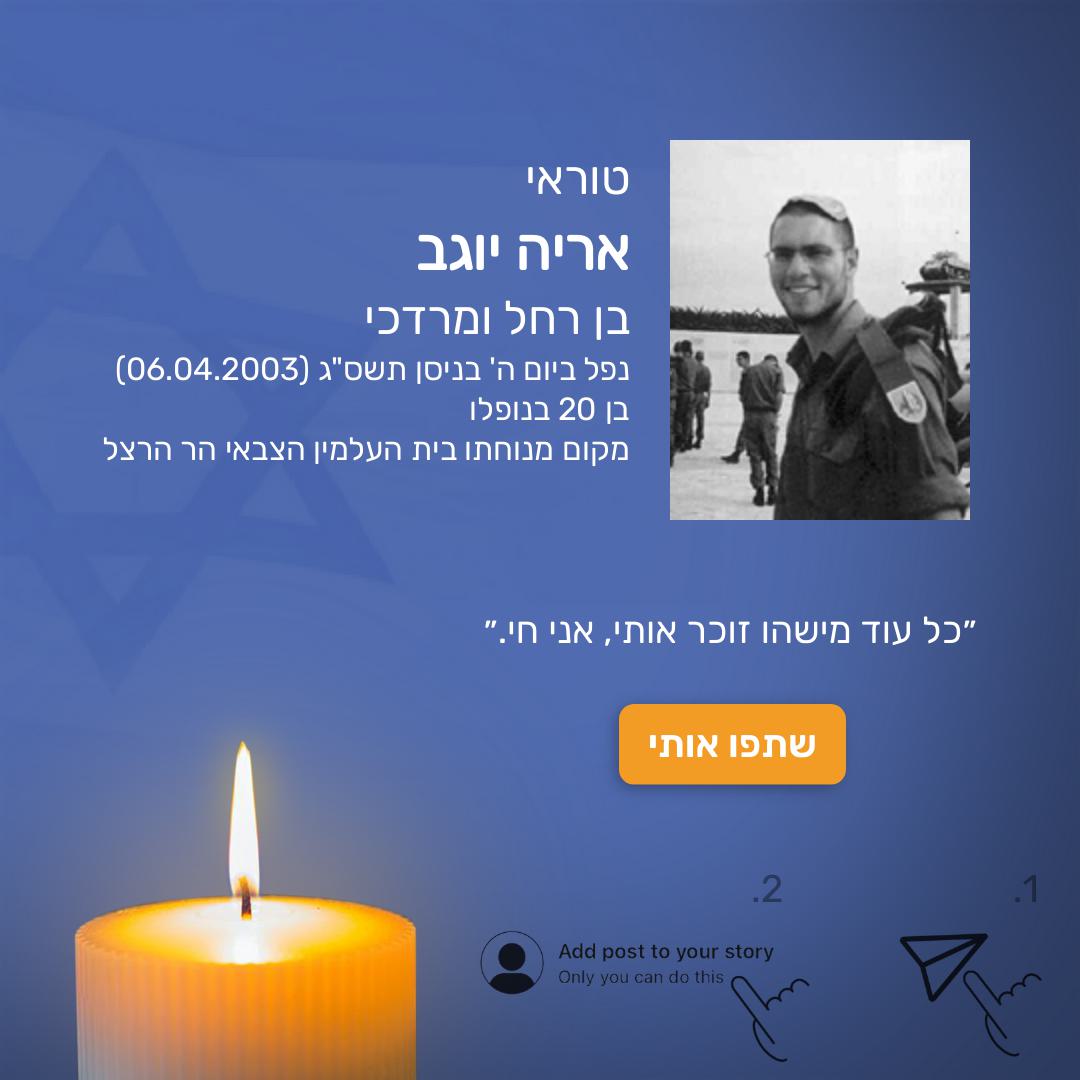 טוראי
אריה יוגב
בן רחל ומרדכי
נפל ביום ה' בניסן תשס"ג (06.04.2003)
בן 20 בנופלו
מקום מנוחתו בית העלמין הצבאי הר הרצל
״כל עוד מישהו זוכר אותי, אני חי.״
שתפו אותי
1.
2.
Add post to your story
Only you can do this